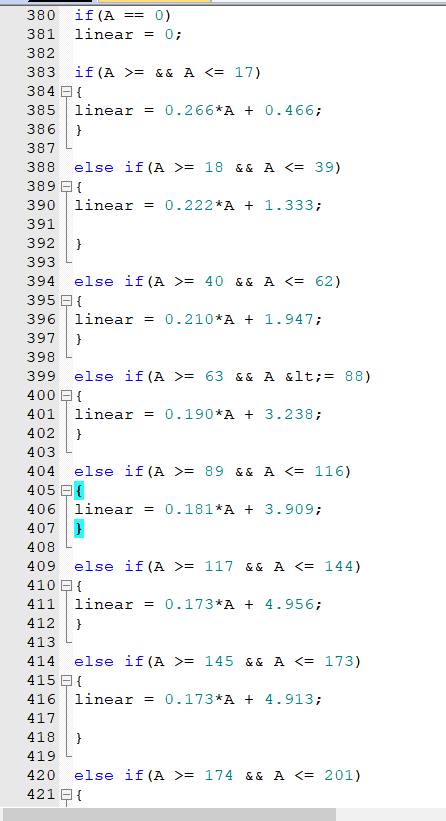 380 if(A == 0)
381 linear = 0;
382
383 if(A >= && A <= 17)
384 {
385 linear = 0.266*A + 0.466;
386 }
387
388 else if(A >= 18 && A <= 39)
389 {
390 linear = 0.222*A + 1.333;
391
392 }
393
394 else if(A >= 40 && A <= 62)
395 {
396 linear = 0.210*A + 1.947;
397 }
398
399 else if(A >= 63 && A &lt;= 88)
400 {
401 linear = 0.190*A + 3.238;
402 }
403
404 else if(A >= 89 && A <= 116)
405 {
406 linear = 0.181*A + 3.909;
407 }
408
409 else if(A >= 117 && A <= 144)
410 {
411 linear = 0.173*A + 4.956;
412 }
413
414 else if(A >= 145 && A <= 173)
415 {
416 linear = 0.173*A + 4.913;
417
418 }
419
420 else if(A >= 174 && A <= 201)
421 {